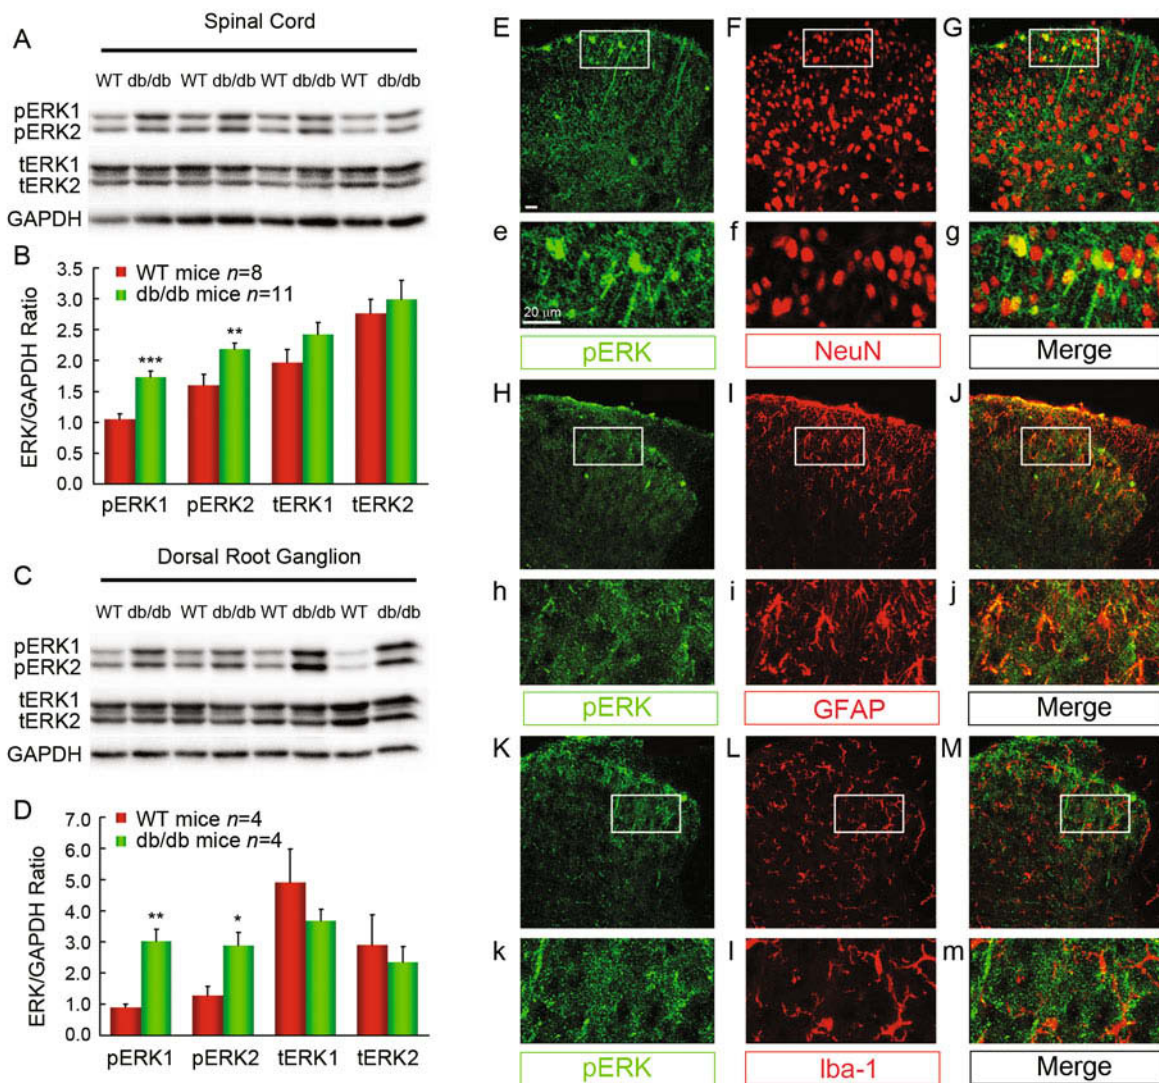 A
Spinal Cord
WT db/db WT db/db WT db/db WT db/db
pERK1
pERK2
tERK1
tERK2
GAPDH
B
WT mice n=8
db/db mice n=11
ERK/GAPDH Ratio
3.5
3.0
2.5
2.0
1.5
1.0
0.5
0.0
*** **
pERK1 pERK2 tERK1 tERK2
C
Dorsal Root Ganglion
WT db/db WT db/db WT db/db WT db/db
pERK1
pERK2
tERK1
tERK2
GAPDH
D
WT mice n=4
db/db mice n=4
ERK/GAPDH Ratio
7.0
6.0
5.0
4.0
3.0
2.0
1.0
0.0
** *
pERK1 pERK2 tERK1 tERK2
E F G
e f g
20 μm
pERK NeuN Merge
H I J
h i j
pERK GFAP Merge
K L M
k l m
pERK Iba-1 Merge